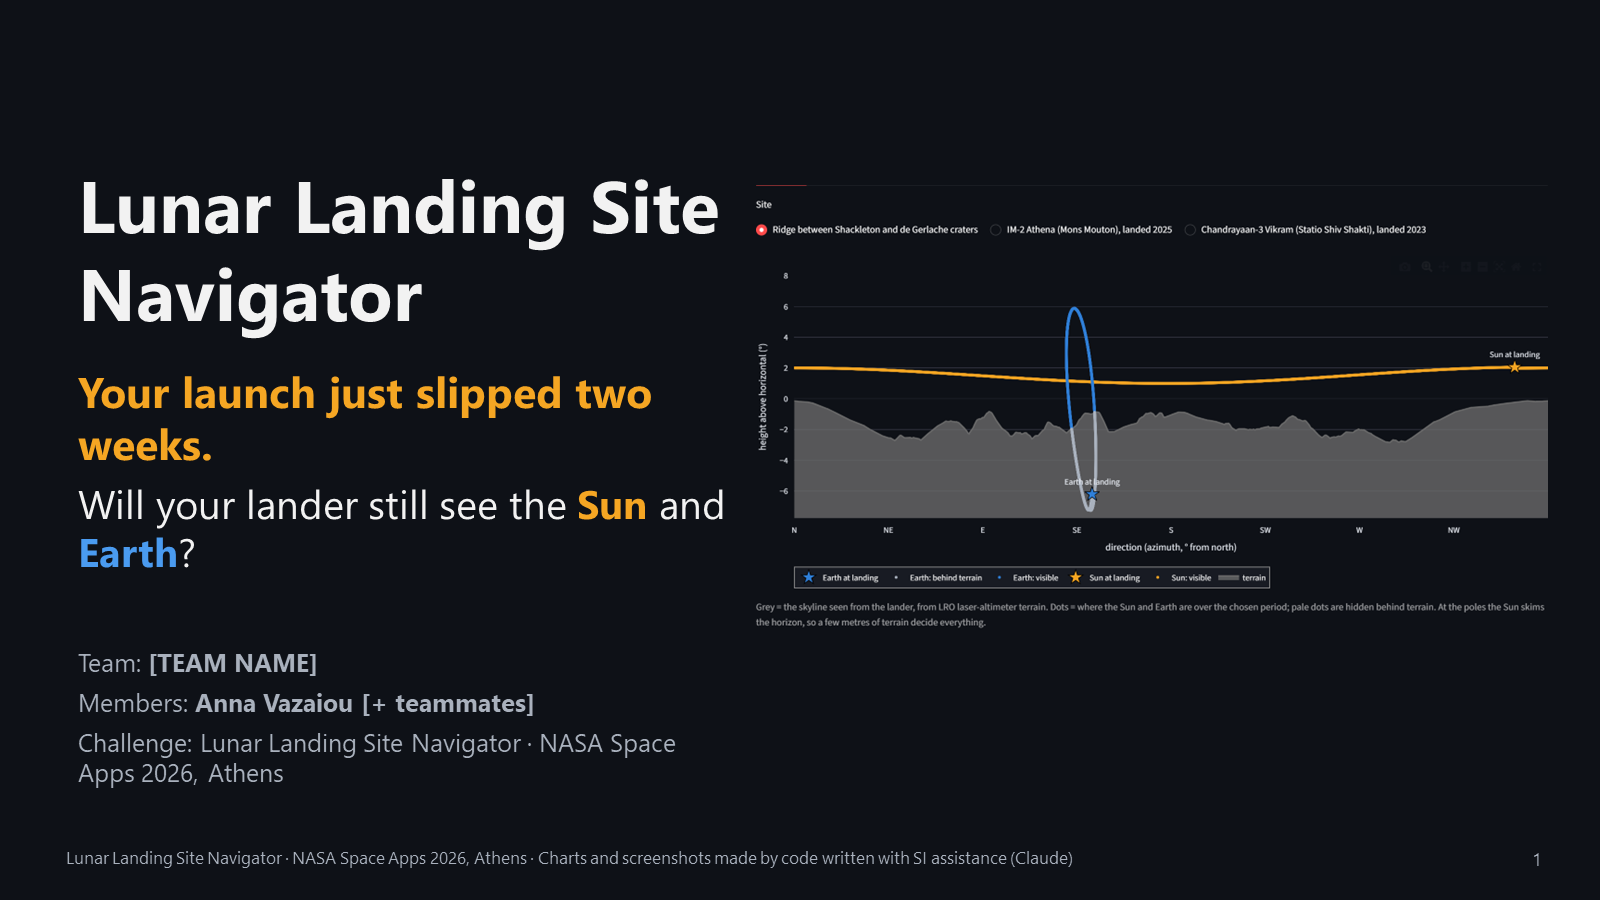 Lunar Landing Site
Navigator
Your launch just slipped two
weeks.
Will your lander still see the Sun and
Earth?
Team: [TEAM NAME]
Members: Anna Vazaiou [+ teammates]
Challenge: Lunar Landing Site Navigator · NASA Space
Apps 2026, Athens
Site
Ridge between Shackleton and de Gerlache craters
IM-2 Athena (Mons Mouton), landed 2025
Chandrayaan-3 Vikram (Statio Shiv Shakti), landed 2023
8
6
4
2
0
−2
−4
−6
height above horizontal (°)
Sun at landing
Earth at landing
N NE E SE S SW W NW
direction (azimuth, ° from north)
Earth at landing Earth: behind terrain Earth: visible Sun at landing Sun: visible terrain
Grey = the skyline seen from the lander, from LRO laser-altimeter terrain. Dots = where the Sun and Earth are over the chosen period; pale dots are hidden behind terrain. At the poles the Sun skims
the horizon, so a few metres of terrain decide everything.
Lunar Landing Site Navigator · NASA Space Apps 2026, Athens · Charts and screenshots made by code written with SI assistance (Claude)
1